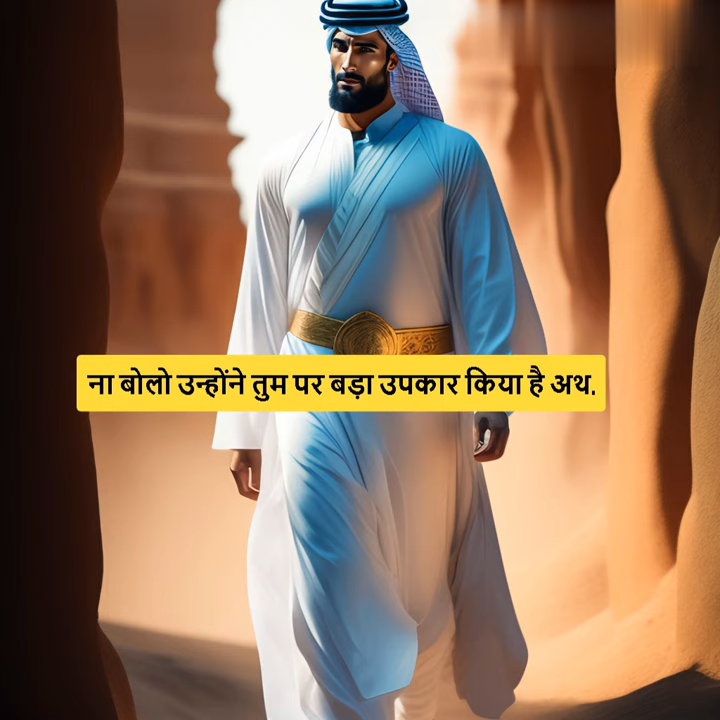 ना बोलो उन्होंने तुम पर बड़ा उपकार किया है अथ.